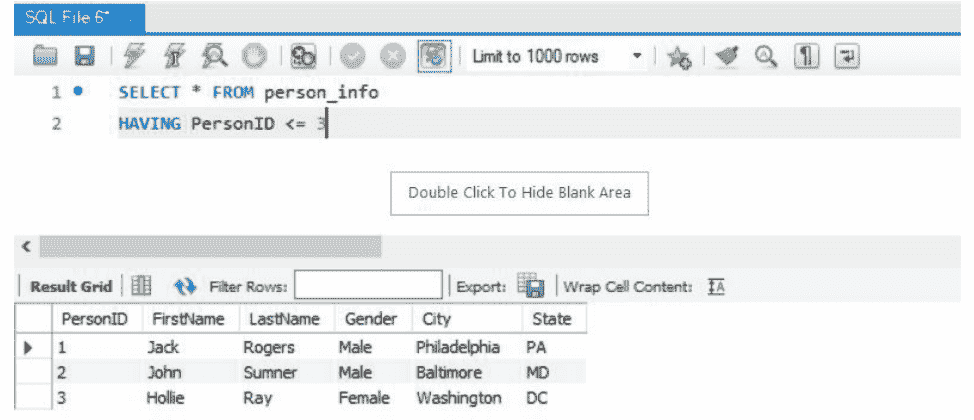 SQL File 6*
Limit to 1000 rows
1 SELECT * FROM person_info
2 HAVING PersonID <= 3
Double Click To Hide Blank Area
Result Grid Filter Rows: Export: Wrap Cell Content: IA
PersonID FirstName LastName Gender City State
1 Jack Rogers Male Philadelphia PA
2 John Sumner Male Baltimore MD
3 Hollie Ray Female Washington DC